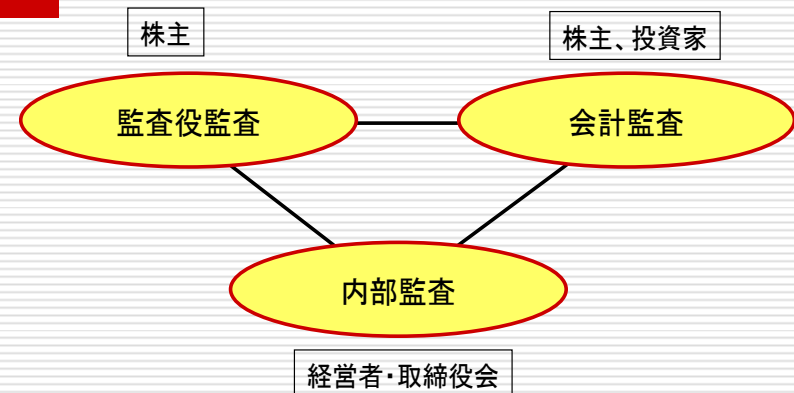 株主
株主、投資家
監査役監査
会計監査
内部監査
経営者・取締役会